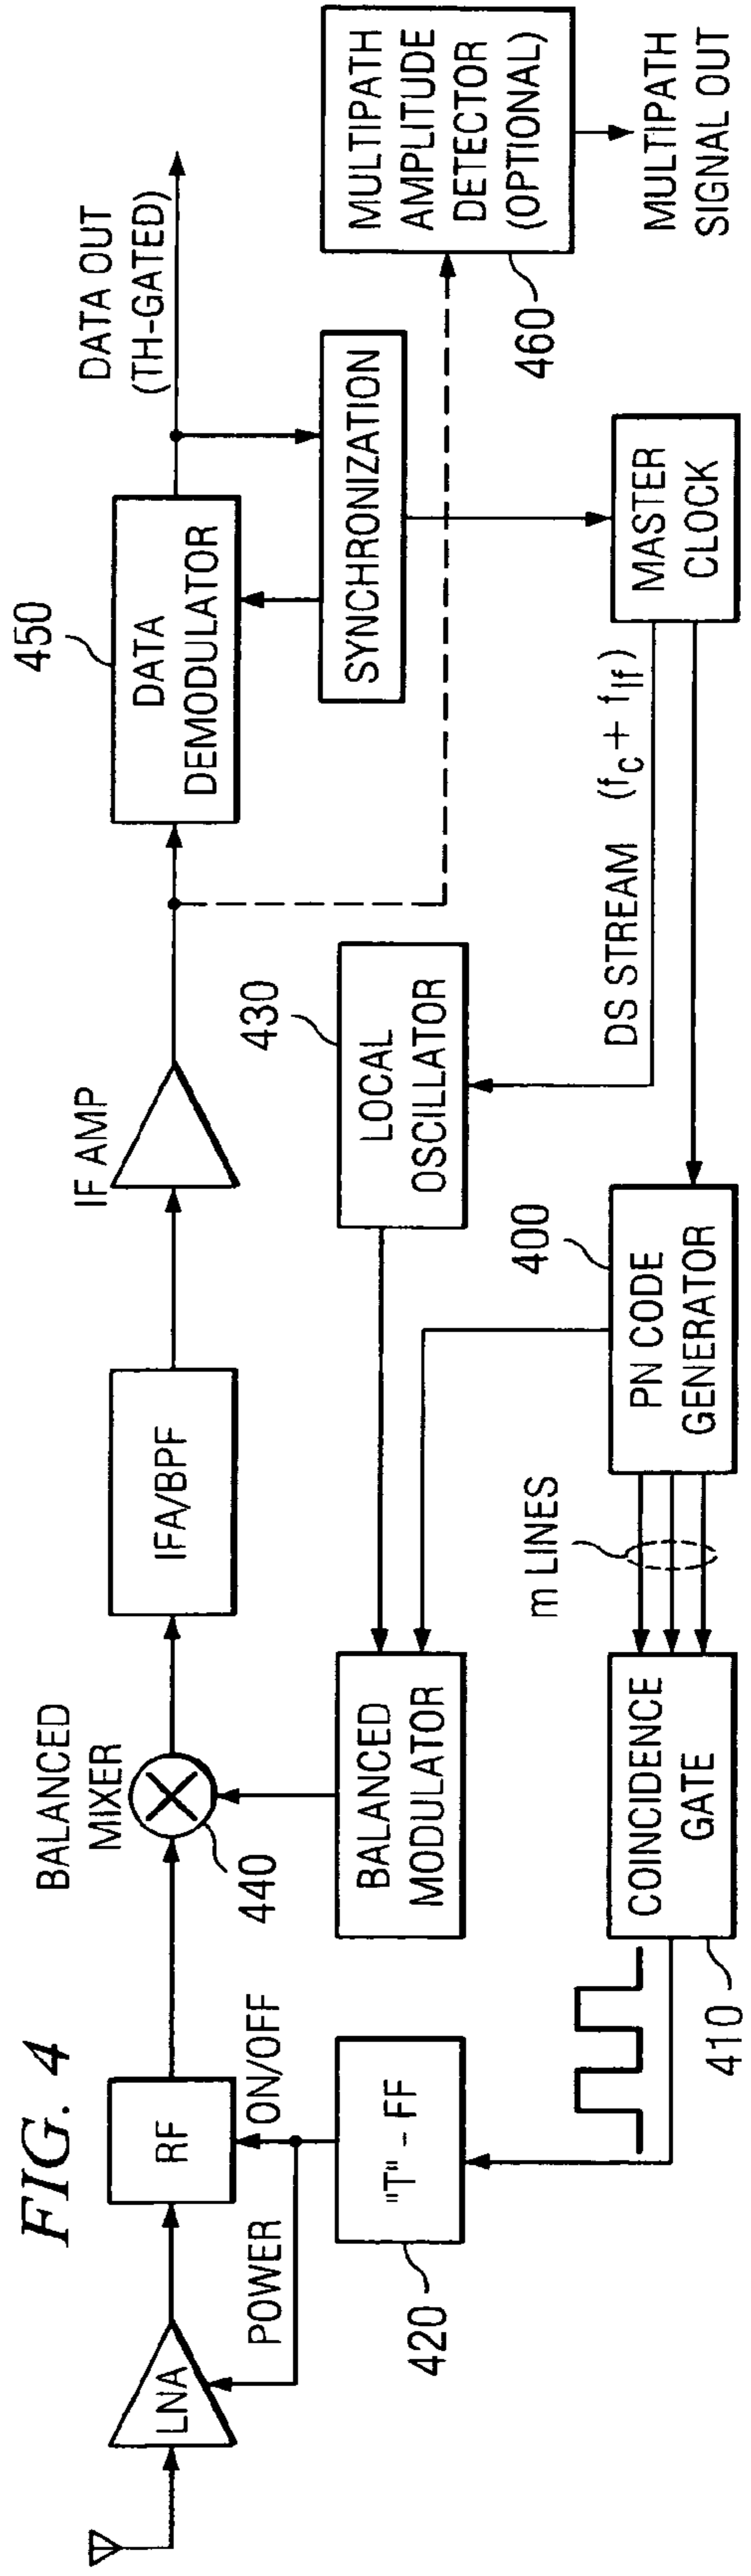 FIG. 4
LNA
RF
POWER
ON/OFF
"T" - FF
420
BALANCED
MIXER
440
IFA/BPF
IF AMP
450
DATA
DEMODULATOR
DATA OUT
(TH-GATED)
SYNCHRONIZATION
MULTIPATH
AMPLITUDE
DETECTOR
(OPTIONAL)
460
MULTIPATH
SIGNAL OUT
BALANCED
MODULATOR
430
LOCAL
OSCILLATOR
DS STREAM (fc + fIf)
MASTER
CLOCK
400
PN CODE
GENERATOR
m LINES
COINCIDENCE
GATE
410